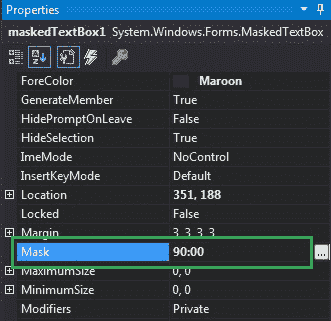 Properties
maskedTextBox1 System.Windows.Forms.MaskedTextBox
ForeColor Maroon
GenerateMember True
HidePromptOnLeave False
HideSelection True
ImeMode NoControl
InsertKeyMode Default
Location 351, 188
Locked False
Margin 3, 3, 3, 3
Mask 90:00
MaximumSize 0, 0
MinimumSize 0, 0
Modifiers Private